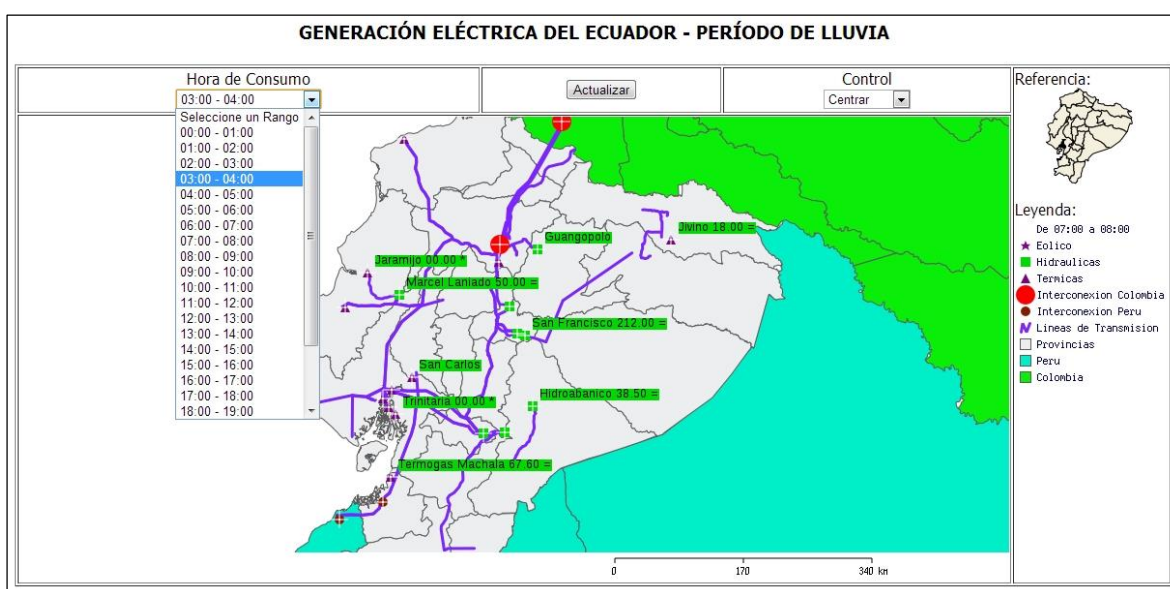 GENERACIÓN ELÉCTRICA DEL ECUADOR - PERÍODO DE LLUVIA
Hora de Consumo
03:00 - 04:00
Seleccione un Rango
00:00 - 01:00
01:00 - 02:00
02:00 - 03:00
03:00 - 04:00
04:00 - 05:00
05:00 - 06:00
06:00 - 07:00
07:00 - 08:00
08:00 - 09:00
09:00 - 10:00
10:00 - 11:00
11:00 - 12:00
12:00 - 13:00
13:00 - 14:00
14:00 - 15:00
15:00 - 16:00
16:00 - 17:00
17:00 - 18:00
18:00 - 19:00
Actualizar
Control
Centrar
Guangopolo
Jivino 18.00 =
Jaramijo 00.00 *
Marcel Laniado 50.00 =
San Francisco 212.00 =
San Carlos
Trinitaria 00.00 *
Hidroabanico 38.50 =
Termogas Machala 67.60 =
0 170 340 km
Referencia:
Leyenda:
De 07:00 a 08:00
Eolico
Hidraulicas
Termicas
Interconexion Colombia
Interconexion Peru
Lineas de Transmision
Provincias
Peru
Colombia